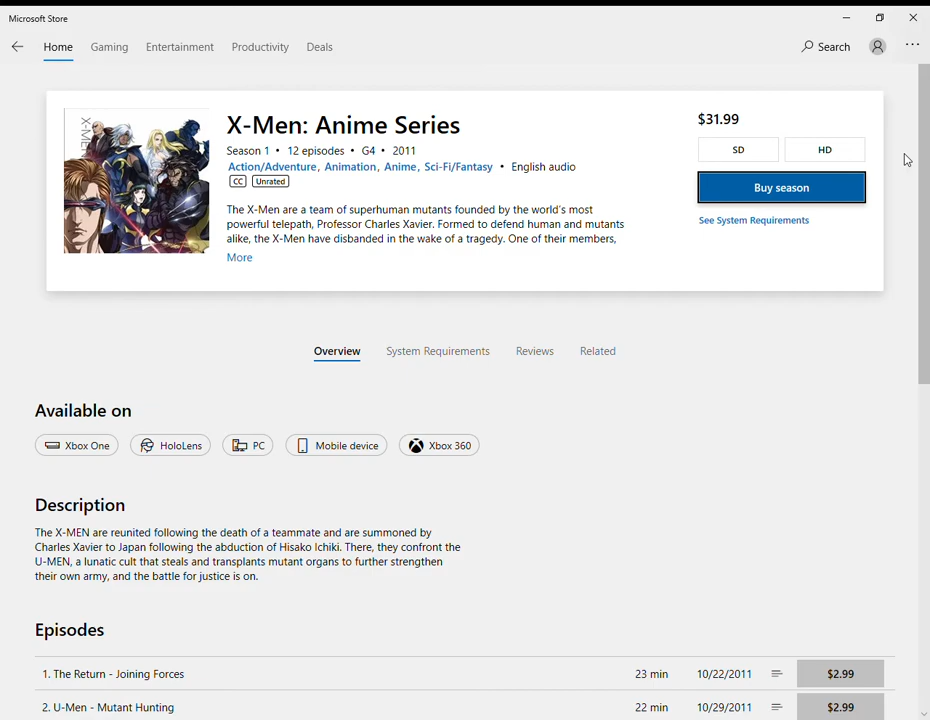 Microsoft Store
Home Gaming Entertainment Productivity Deals Search
X-MEN
X-Men: Anime Series
Season 1 • 12 episodes • G4 • 2011
Action/Adventure, Animation, Anime, Sci-Fi/Fantasy • English audio
CC Unrated
The X-Men are a team of superhuman mutants founded by the world's most
powerful telepath, Professor Charles Xavier. Formed to defend human and mutants
alike, the X-Men have disbanded in the wake of a tragedy. One of their members,
More
$31.99
SD HD
Buy season
See System Requirements
Overview System Requirements Reviews Related
Available on
Xbox One HoloLens PC Mobile device Xbox 360
Description
The X-MEN are reunited following the death of a teammate and are summoned by
Charles Xavier to Japan following the abduction of Hisako Ichiki. There, they confront the
U-MEN, a lunatic cult that steals and transplants mutant organs to further strengthen
their own army, and the battle for justice is on.
Episodes
1. The Return - Joining Forces 23 min 10/22/2011 $2.99
2. U-Men - Mutant Hunting 22 min 10/29/2011 $2.99